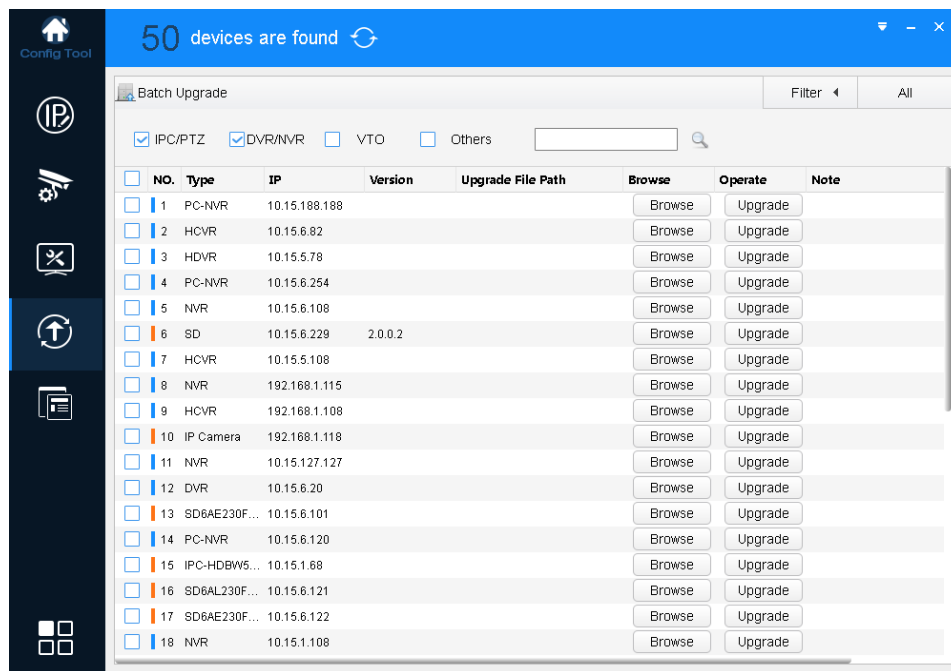 Config Tool
50 devices are found
Batch Upgrade Filter All
IPC/PTZ DVR/NVR VTO Others
NO. Type IP Version Upgrade File Path Browse Operate Note
1 PC-NVR 10.15.188.188 Browse Upgrade
2 HCVR 10.15.6.82 Browse Upgrade
3 HDVR 10.15.5.78 Browse Upgrade
4 PC-NVR 10.15.6.254 Browse Upgrade
5 NVR 10.15.6.108 Browse Upgrade
6 SD 10.15.6.229 2.0.0.2 Browse Upgrade
7 HCVR 10.15.5.108 Browse Upgrade
8 NVR 192.168.1.115 Browse Upgrade
9 HCVR 192.168.1.108 Browse Upgrade
10 IP Camera 192.168.1.118 Browse Upgrade
11 NVR 10.15.127.127 Browse Upgrade
12 DVR 10.15.6.20 Browse Upgrade
13 SD6AE230F... 10.15.6.101 Browse Upgrade
14 PC-NVR 10.15.6.120 Browse Upgrade
15 IPC-HDBW5... 10.15.1.68 Browse Upgrade
16 SD6AL230F... 10.15.6.121 Browse Upgrade
17 SD6AE230F... 10.15.6.122 Browse Upgrade
18 NVR 10.15.1.108 Browse Upgrade
IP